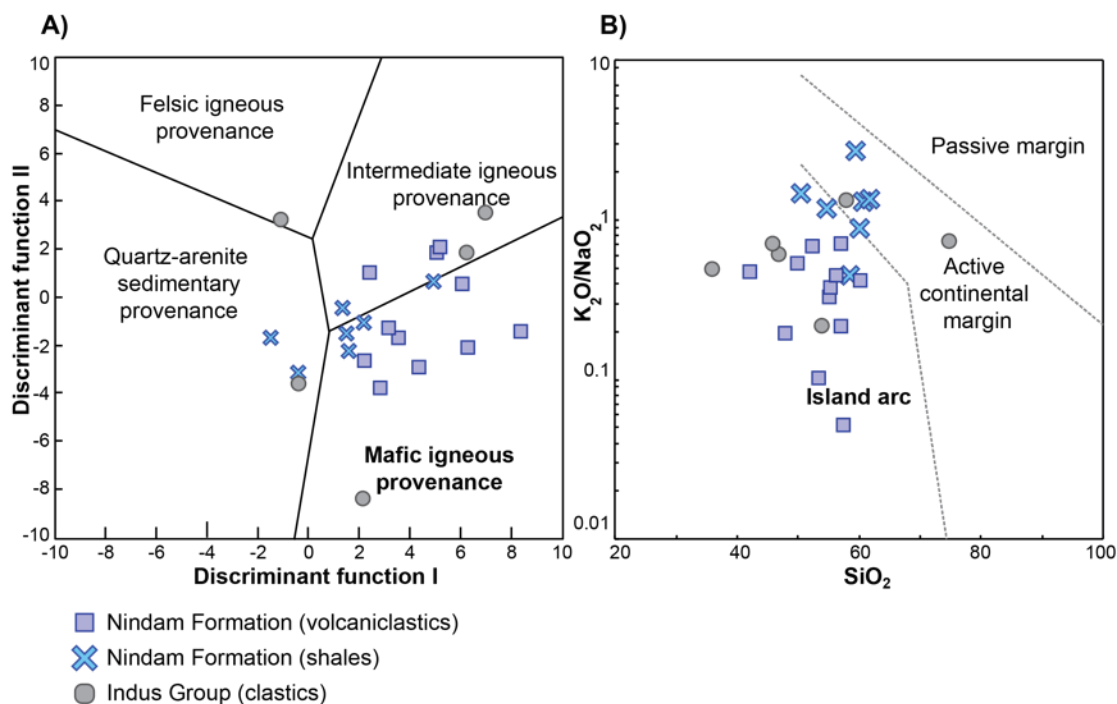 A)
10
8
6
4
2
0
-2
-4
-6
-8
-10
Discriminant function II
Felsic igneous
provenance
Intermediate igneous
provenance
Quartz-arenite
sedimentary
provenance
Mafic igneous
provenance
-10
-8
-6
-4
-2
0
2
4
6
8
10
Discriminant function I
B)
10
1
0.1
0.01
K₂O/NaO₂
Passive margin
Active
continental
margin
Island arc
20
40
60
80
100
SiO₂
Nindam Formation (volcaniclastics)
Nindam Formation (shales)
Indus Group (clastics)